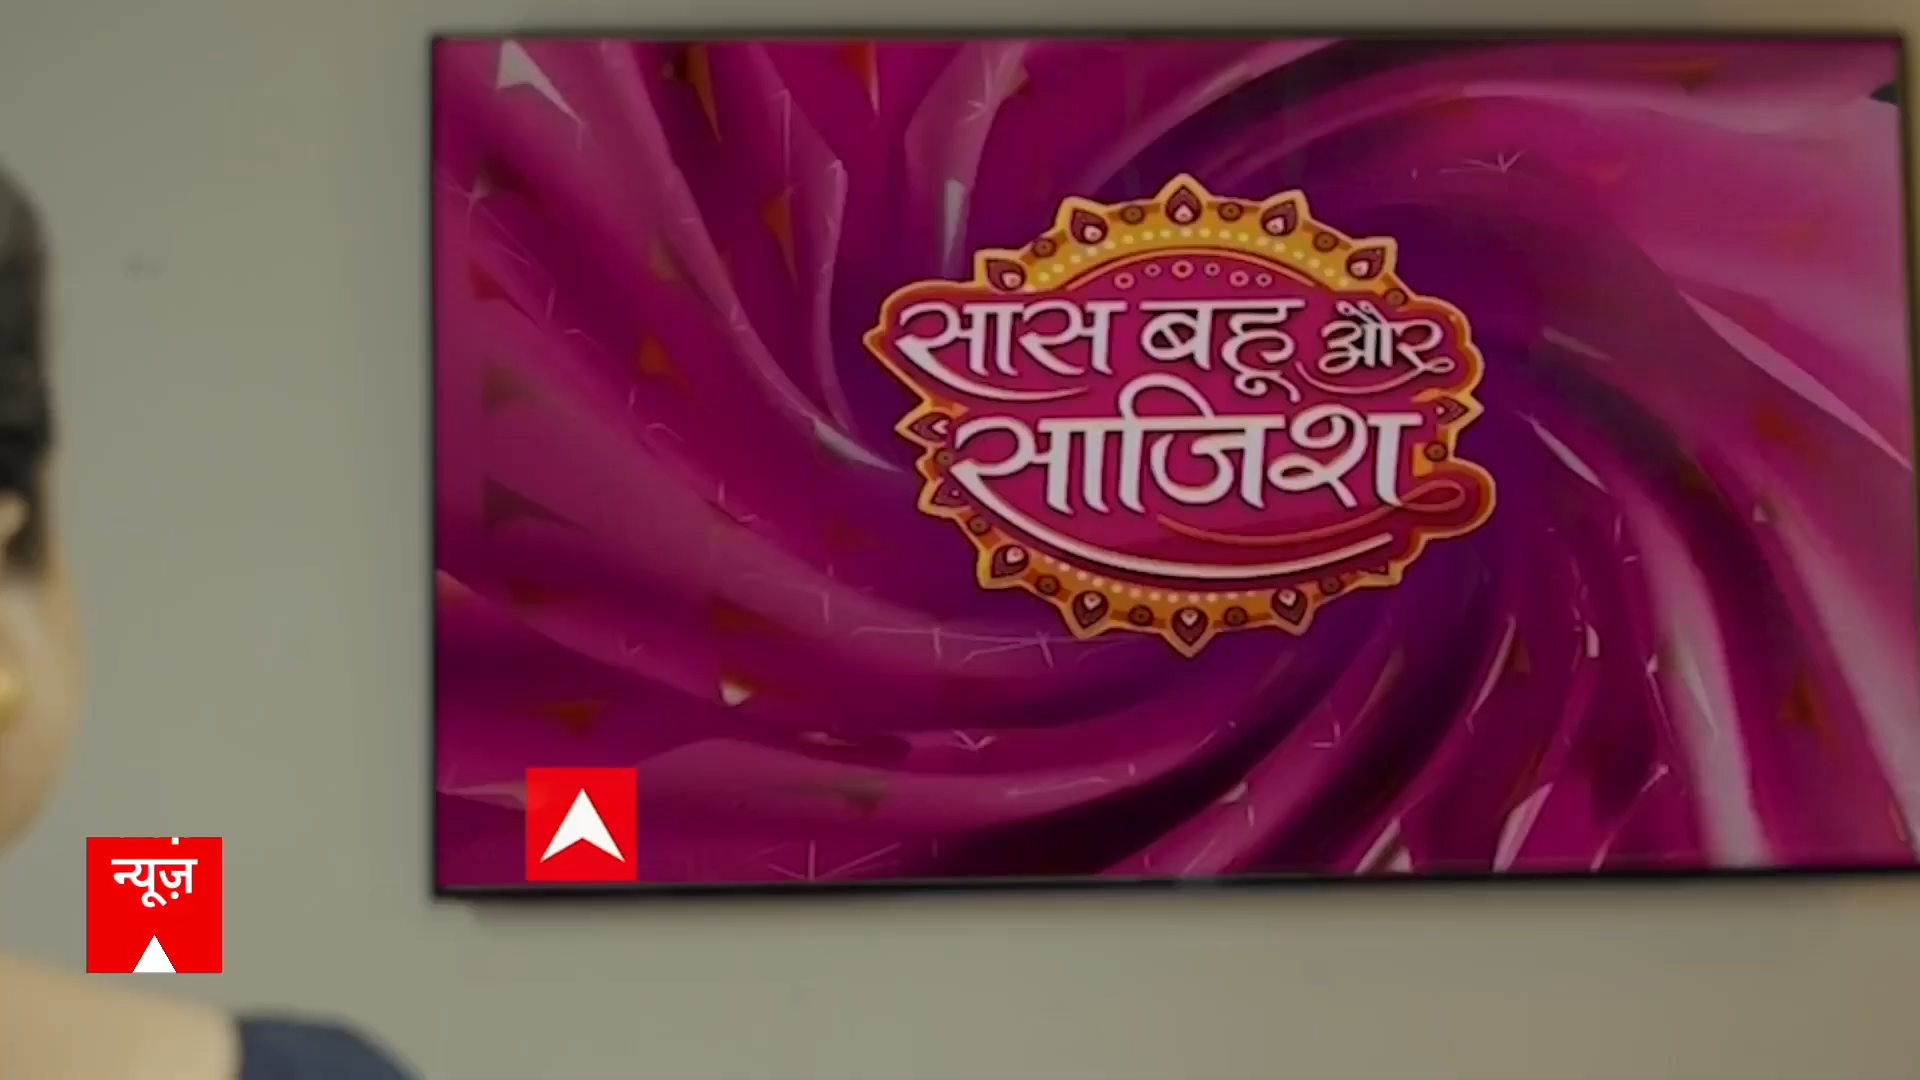 सास बहू और
साजिश
न्यूज़